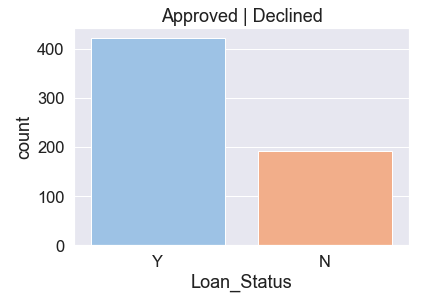 Approved | Declined
400
300
200
100
0
count
Y N
Loan_Status